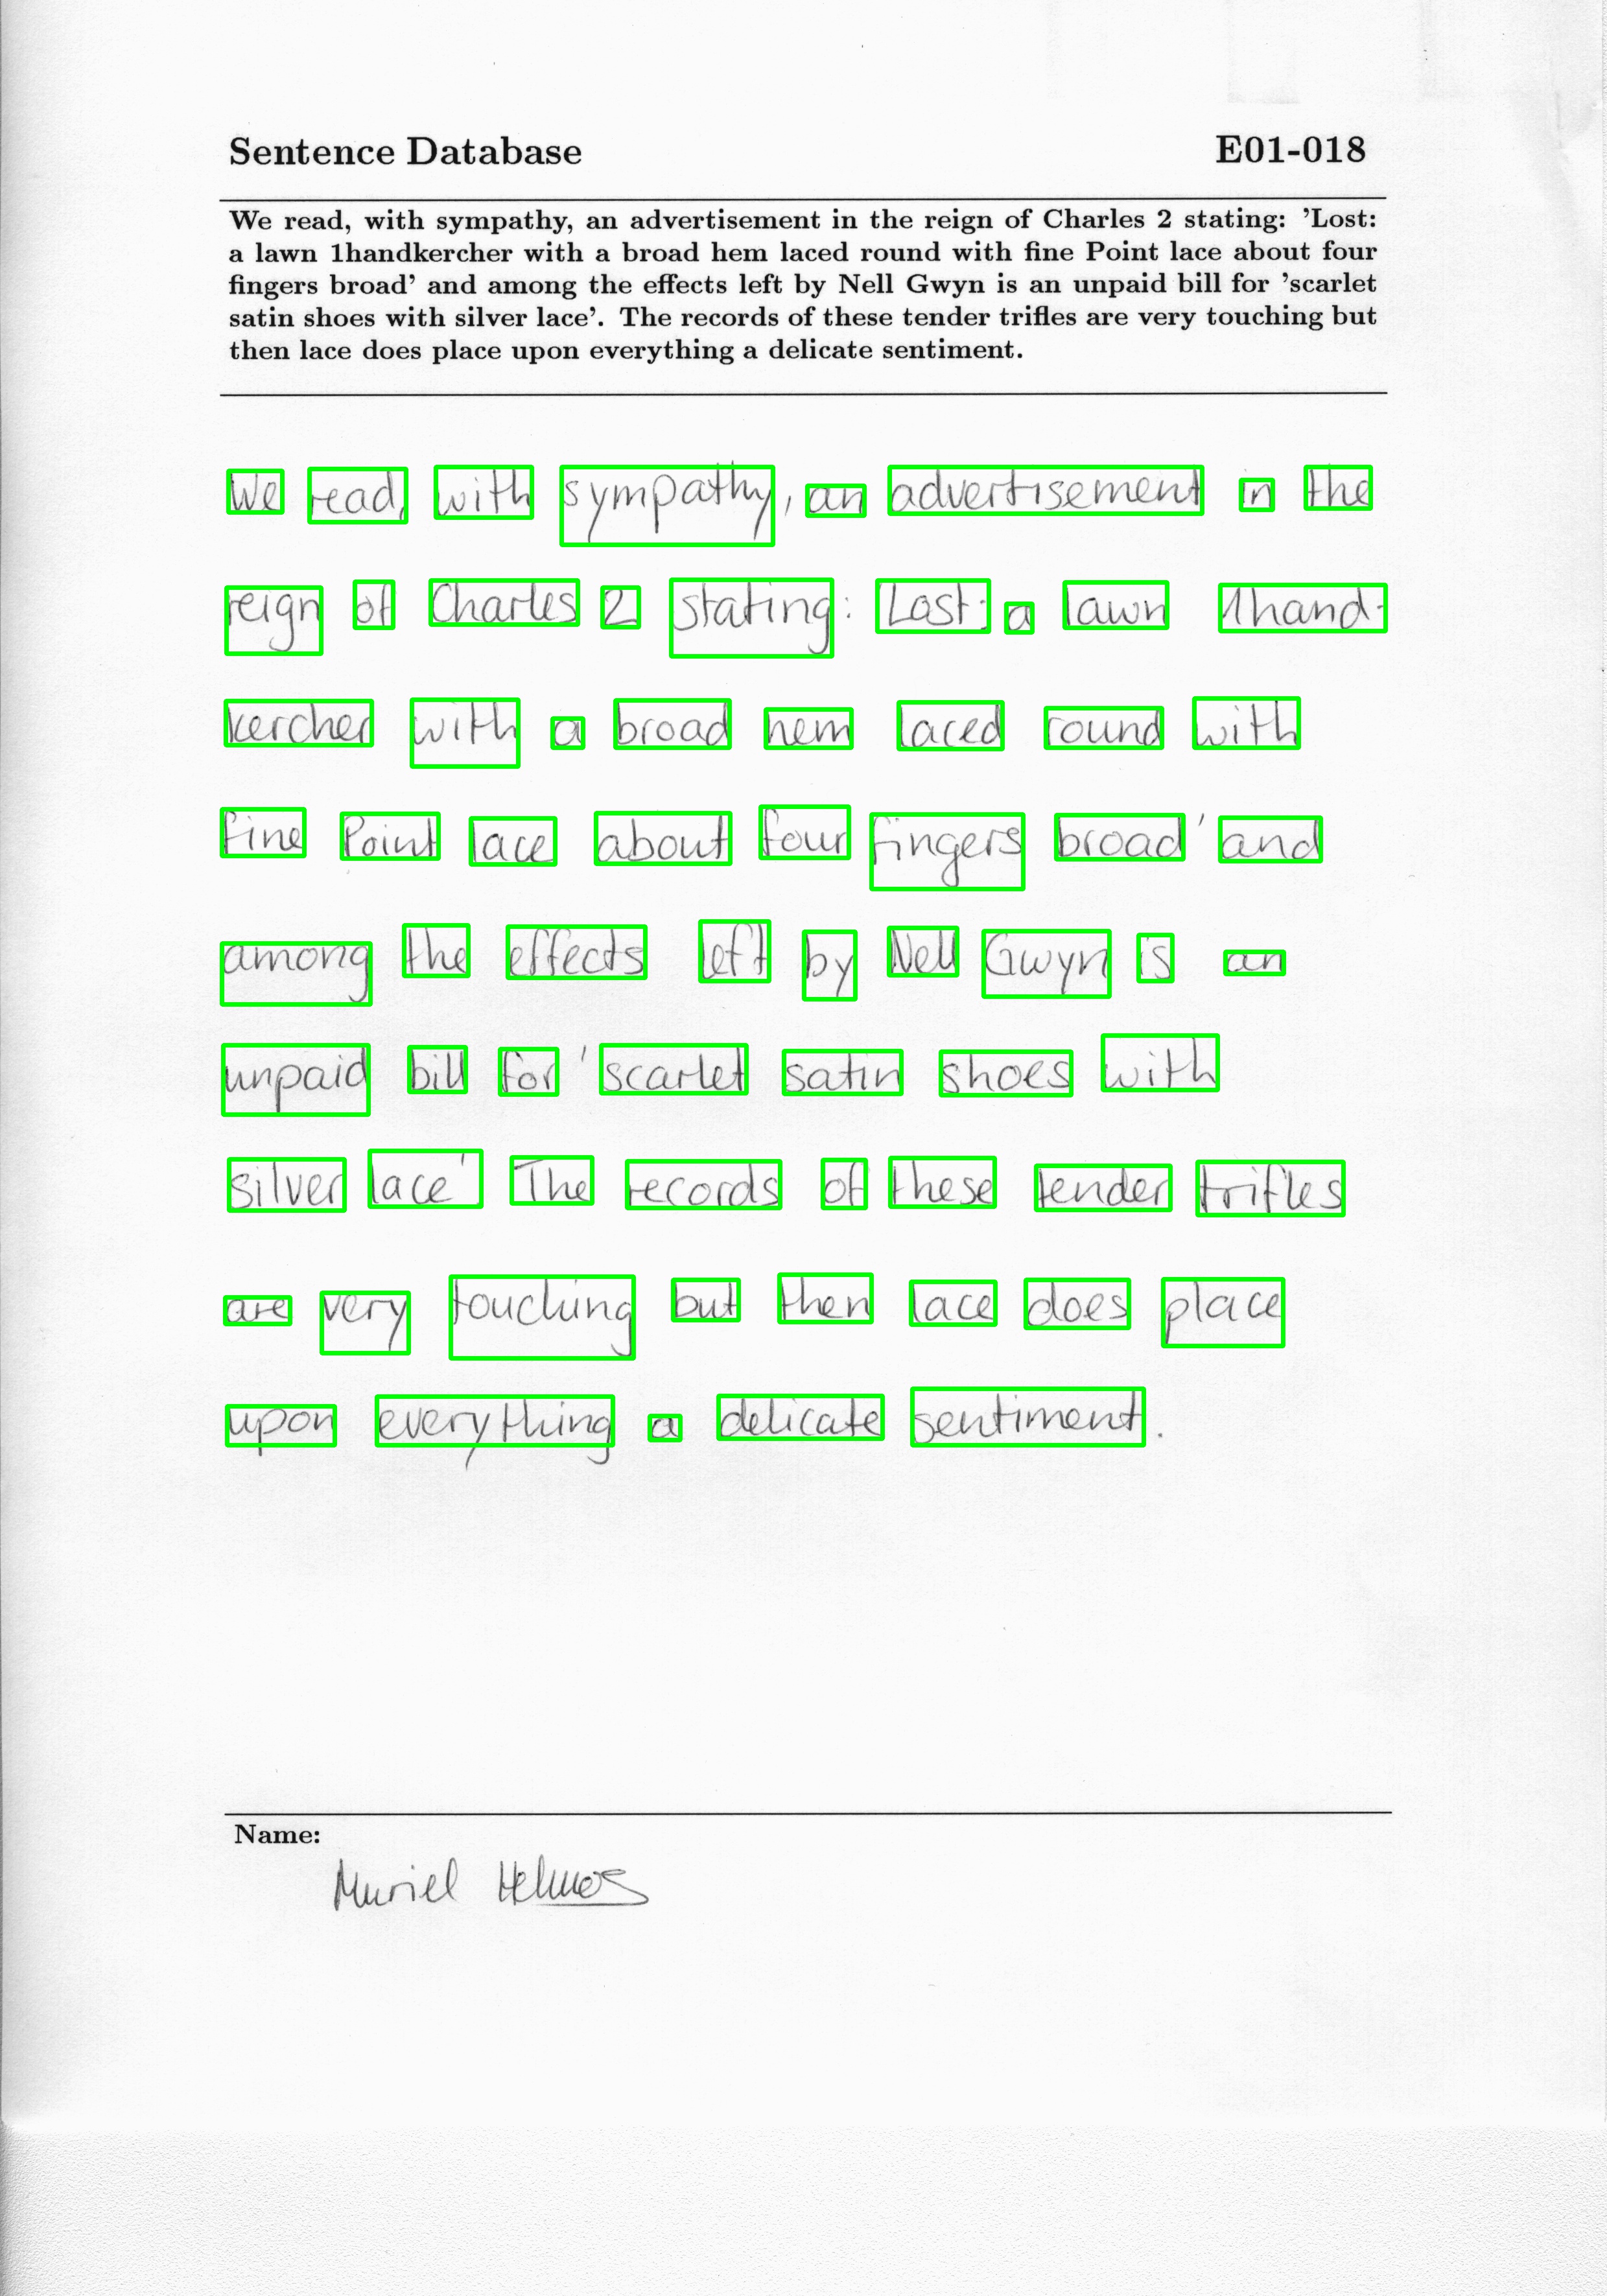 Sentence Database E01-018
We read, with sympathy, an advertisement in the reign of Charles 2 stating: 'Lost:
a lawn 1handkercher with a broad hem laced round with fine Point lace about four
fingers broad' and among the effects left by Nell Gwyn is an unpaid bill for 'scarlet
satin shoes with silver lace'. The records of these tender trifles are very touching but
then lace does place upon everything a delicate sentiment.
We read, with sympathy, an advertisement in the
reign of Charles 2 stating: Lost: a lawn 1hand-
kercher with a broad hem laced round with
fine Point lace about four fingers broad' and
among the effects left by Nell Gwyn is an
unpaid bill for 'scarlet satin shoes with
silver lace' The records of these tender trifles
are very touching but then lace does place
upon everything a delicate sentiment.
Name:
Muriel